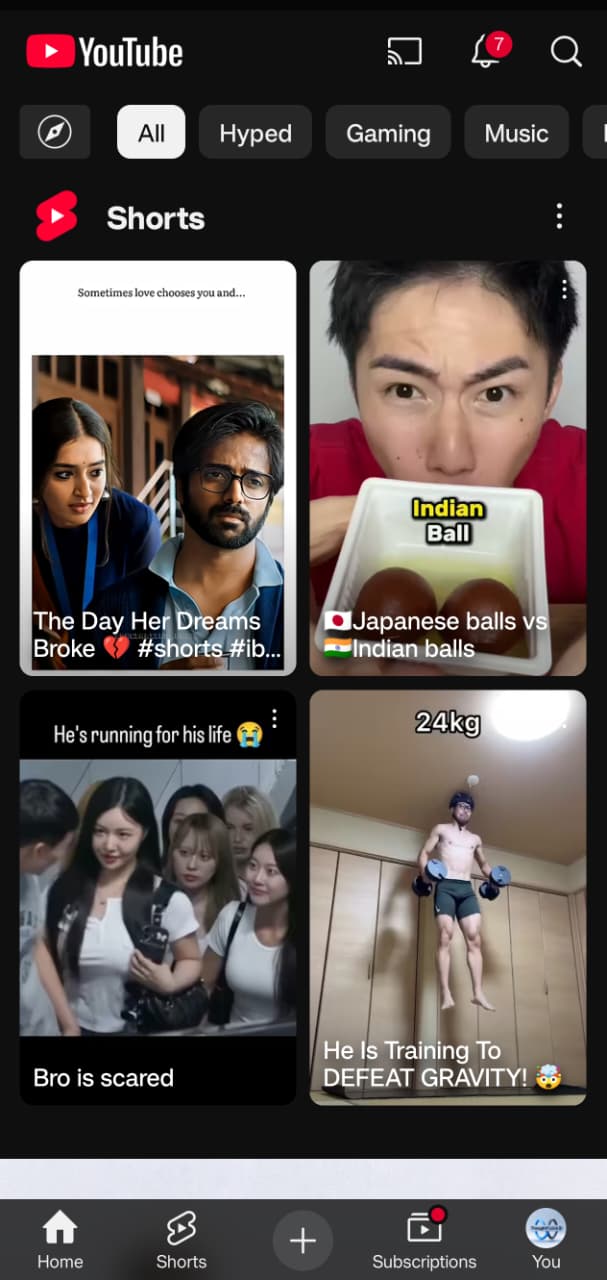 YouTube
7
All
Hyped
Gaming
Music
Shorts
Sometimes love chooses you and...
The Day Her Dreams
Broke 💔 #shorts #ib...
Indian
Ball
🇯🇵Japanese balls vs
🇮🇳Indian balls
He's running for his life 😭
Bro is scared
24kg
He Is Training To
DEFEAT GRAVITY! 🤯
Home
Shorts
Subscriptions
You